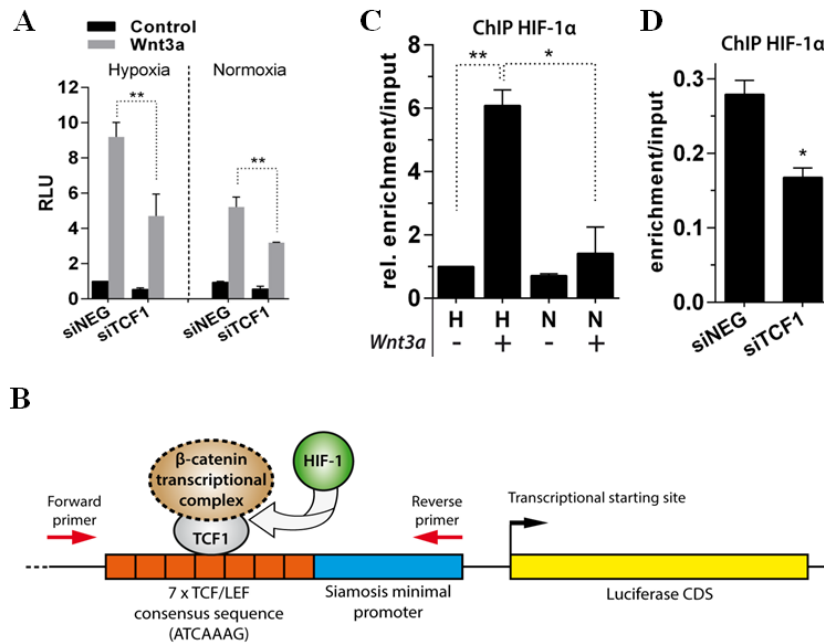 A
Control
Wnt3a
Hypoxia
Normoxia
**
**
RLU
12
10
8
6
4
2
0
siNEG
siTCF1
siNEG
siTCF1
C
ChIP HIF-1α
**
*
rel. enrichment/input
8
6
4
2
0
H H N N
Wnt3a - + - +
D
ChIP HIF-1α
*
enrichment/input
0.3
0.2
0.1
0.0
siNEG
siTCF1
B
β-catenin
transcriptional
complex
HIF-1
TCF1
Forward
primer
Reverse
primer
Transcriptional starting site
7 x TCF/LEF
consensus sequence
(ATCAAAG)
Siamosis minimal
promoter
Luciferase CDS